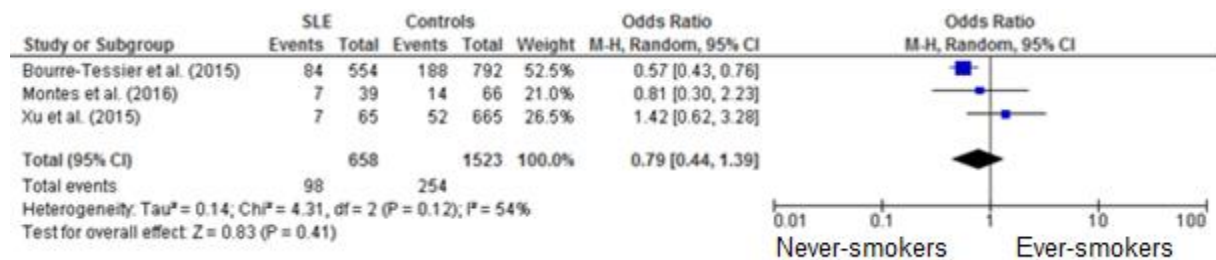 SLE Controls Odds Ratio Odds Ratio
Study or Subgroup Events Total Events Total Weight M-H, Random, 95% CI M-H, Random, 95% CI
Bourre-Tessier et al. (2015) 84 554 188 792 52.5% 0.57 [0.43, 0.76]
Montes et al. (2016) 7 39 14 66 21.0% 0.81 [0.30, 2.23]
Xu et al. (2015) 7 65 52 665 26.5% 1.42 [0.62, 3.28]
Total (95% CI) 658 1523 100.0% 0.79 [0.44, 1.39]
Total events 98 254
Heterogeneity: Tau² = 0.14; Chi² = 4.31, df = 2 (P = 0.12); I² = 54%
Test for overall effect: Z = 0.83 (P = 0.41)
0.01 0.1 1 10 100
Never-smokers Ever-smokers